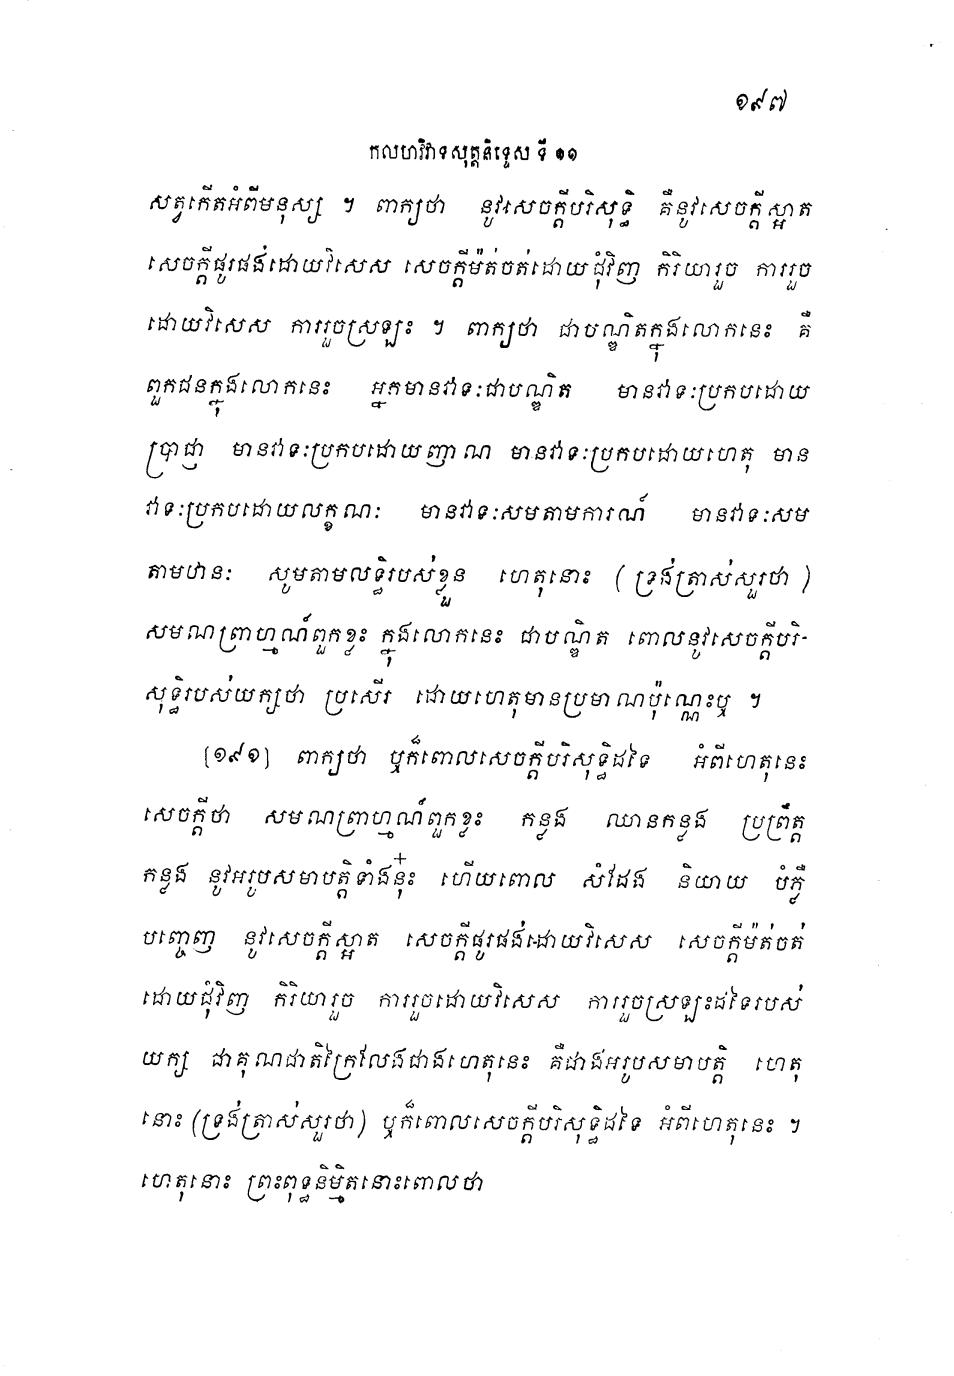 ១៩៧
កលហវិវាទសុត្តនិទ្ទេស ទី ១១
សត្វកើតអំពីមនុស្ស ។ ពាក្យថា នូវសេចក្តីបរិសុទ្ធិ គឺនូវសេចក្តីស្អាត
សេចក្តីផូរផង់ដោយវិសេស សេចក្តីម៉ត់ចត់ដោយជុំវិញ កិរិយារួច ការរួច
ដោយវិសេស ការរួចស្រឡះ ។ ពាក្យថា ជាបណ្ឌិតក្នុងលោកនេះ គឺ
ពួកជនក្នុងលោកនេះ អ្នកមានវាទៈជាបណ្ឌិត មានវាទៈប្រកបដោយ
ប្រាជ្ញា មានវាទៈប្រកបដោយញាណ មានវាទៈប្រកបដោយហេតុ មាន
វាទៈប្រកបដោយលក្ខណៈ មានវាទៈសមតាមការណ៍ មានវាទៈសម
តាមឋានៈ សូមតាមលទ្ធិរបស់ខ្លួន ហេតុនោះ (ទ្រង់ត្រាស់សួរថា)
សមណព្រាហ្មណ៍ពួកខ្លះ ក្នុងលោកនេះ ជាបណ្ឌិត ពោលនូវសេចក្តីបរិ-
សុទ្ធិរបស់យក្សថា ប្រសើរ ដោយហេតុមានប្រមាណប៉ុណ្ណេះឬ ។
[១៩១] ពាក្យថា ឬក៏ពោលសេចក្តីបរិសុទ្ធិដទៃ អំពីហេតុនេះ
សេចក្តីថា សមណព្រាហ្មណ៍ពួកខ្លះ កន្លង ឈានកន្លង ប្រព្រឹត្ត
កន្លង នូវអរូបសមាបត្តិទាំងនុ៎ះ ហើយពោល សំដែង និយាយ បំភ្លឺ
បញ្ចេញ នូវសេចក្តីស្អាត សេចក្តីផូរផង់ដោយវិសេស សេចក្តីម៉ត់ចត់
ដោយជុំវិញ កិរិយារួច ការរួចដោយវិសេស ការរួចស្រឡះដទៃរបស់
យក្ស ជាគុណជាតិក្រៃលែងជាងហេតុនេះ គឺជាង់អរូបសមាបត្តិ ហេតុ
នោះ (ទ្រង់ត្រាស់សួរថា) ឬក៏ពោលសេចក្តីបរិសុទ្ធិដទៃ អំពីហេតុនេះ ។
ហេតុនោះ ព្រះពុទ្ធនិម្មិតនោះពោលថា